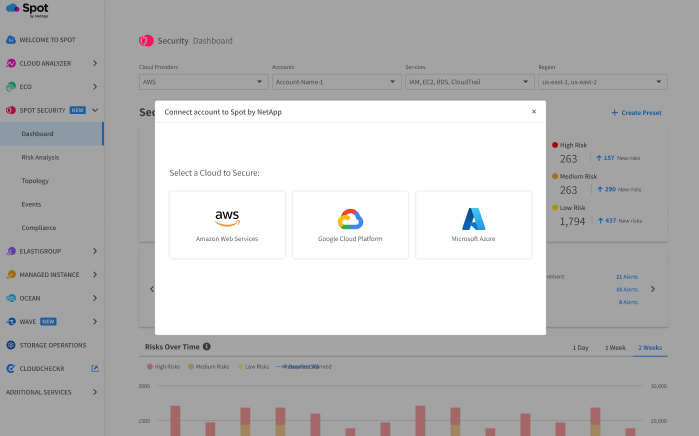 Spot
by NetApp
WELCOME TO SPOT
CLOUD ANALYZER
ECO
SPOT SECURITY NEW
Dashboard
Risk Analysis
Topology
Events
Compliance
ELASTIGROUP
MANAGED INSTANCE
OCEAN
WAVE NEW
STORAGE OPERATIONS
CLOUDCHECKR
ADDITIONAL SERVICES
Security Dashboard
Cloud Providers Accounts Services Region
AWS Account-Name-1 IAM, EC2, RDS, CloudTrail us-east-1, us-east-2
Sec
+ Create Preset
Connect account to Spot by NetApp ×
Select a Cloud to Secure:
aws
Amazon Web Services
Google Cloud Platform
Microsoft Azure
High Risk
263 157 New risks
Medium Risk
263 290 New risks
Low Risk
1,794 437 New risks
nment 21 Alerts
15 Alerts
8 Alerts
Risks Over Time 1 Day 1 Week 2 Weeks
High Risks Medium Risks Low Risks
2000 30,000
1500 20,000